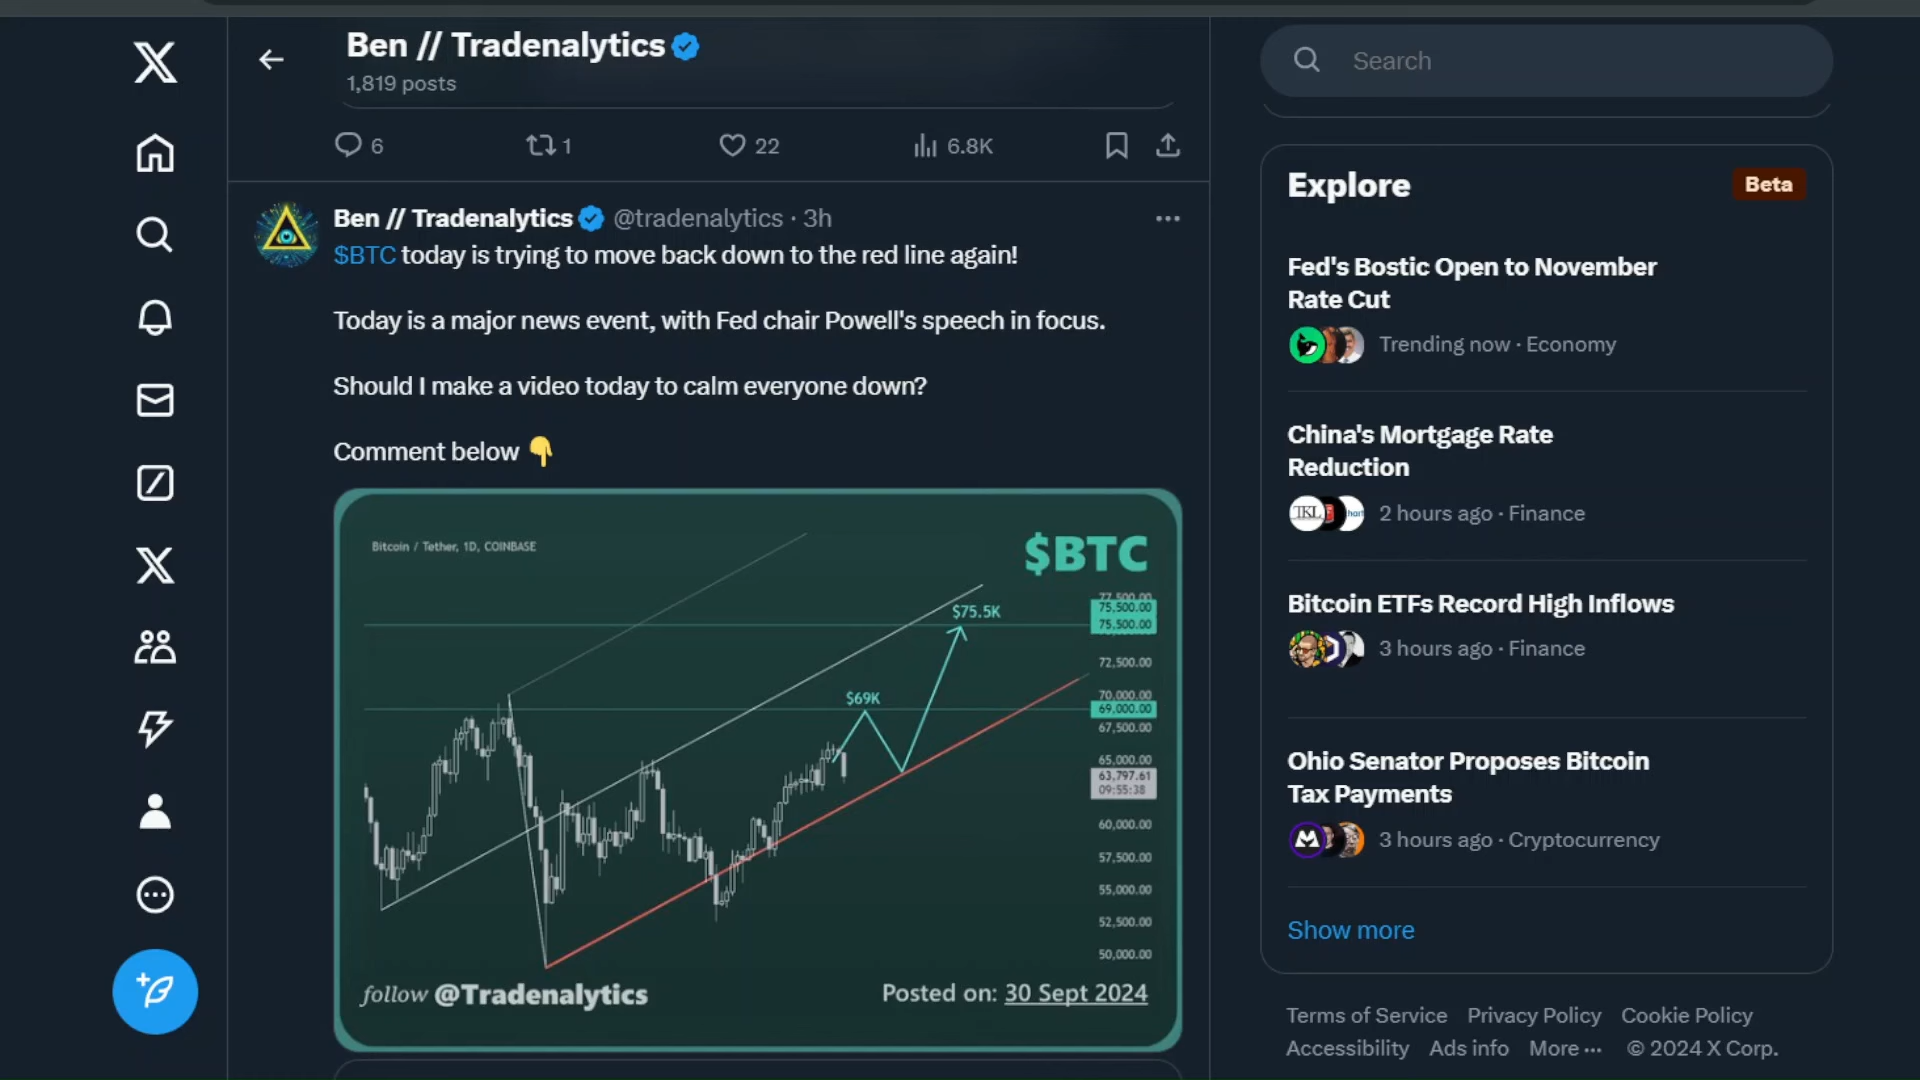 Ben // Tradenalytics
1,819 posts
6
1
22
6.8K
Ben // Tradenalytics @tradenalytics · 3h
$BTC today is trying to move back down to the red line again!
Today is a major news event, with Fed chair Powell's speech in focus.
Should I make a video today to calm everyone down?
Comment below
Bitcoin / Tether, 1D, COINBASE
$BTC
$75.5K
$69K
77,500.00
75,500.00
75,500.00
72,500.00
70,000.00
69,000.00
67,500.00
65,000.00
63,797.61
09:55:38
60,000.00
57,500.00
55,000.00
52,500.00
50,000.00
follow @Tradenalytics
Posted on: 30 Sept 2024
Search
Explore
Beta
Fed's Bostic Open to November
Rate Cut
Trending now · Economy
China's Mortgage Rate
Reduction
TKL
2 hours ago · Finance
Bitcoin ETFs Record High Inflows
3 hours ago · Finance
Ohio Senator Proposes Bitcoin
Tax Payments
3 hours ago · Cryptocurrency
Show more
Terms of Service Privacy Policy Cookie Policy
Accessibility Ads info More ··· © 2024 X Corp.